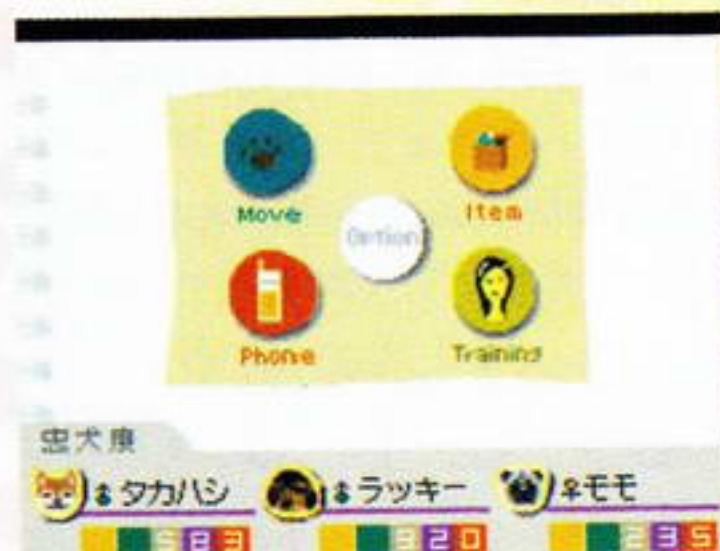 Move
Item
Option
Phone
Training
忠犬度
♂タカハシ
♂ラッキー
♀モモ
583
320
235